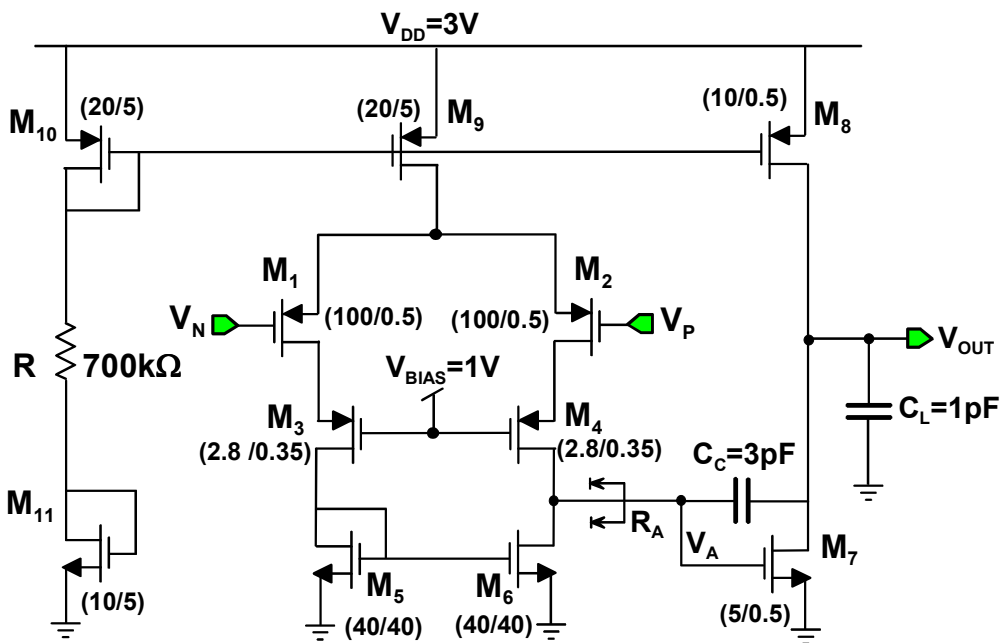 V_DD=3V
(20/5)
(20/5)
M_9
(10/0.5)
M_8
M_10
M_1
M_2
V_N
(100/0.5)
(100/0.5)
V_P
R
700kΩ
V_BIAS=1V
V_OUT
M_3
M_4
C_L=1pF
(2.8 /0.35)
(2.8/0.35)
C_C=3pF
M_11
R_A
V_A
M_7
M_5
M_6
(10/5)
(40/40)
(40/40)
(5/0.5)